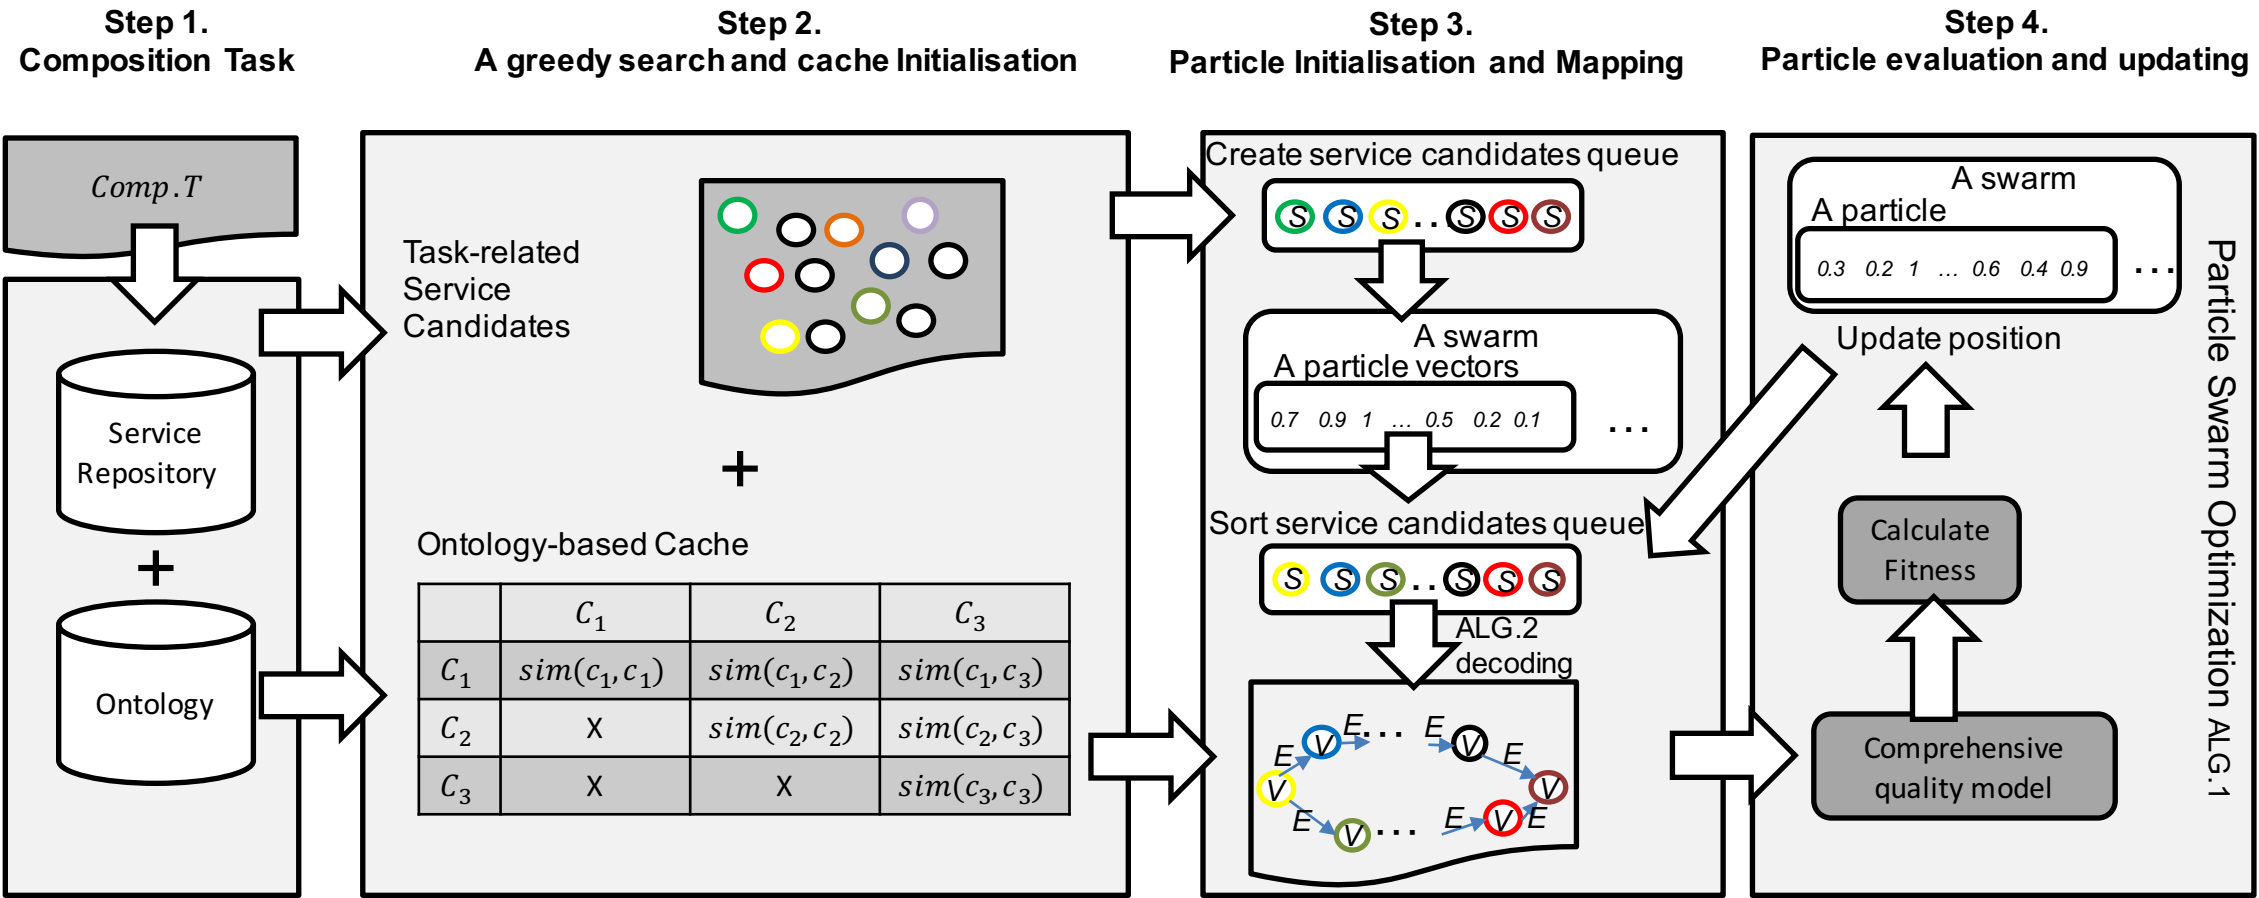 Step 1.
Composition Task
Comp.T
Service
Repository
+
Ontology
Step 2.
A greedy search and cache Initialisation
Task-related
Service
Candidates
+
Ontology-based Cache
C₁ C₂ C₃
C₁ sim(c₁,c₁) sim(c₁,c₂) sim(c₁,c₃)
C₂ X sim(c₂,c₂) sim(c₂,c₃)
C₃ X X sim(c₃,c₃)
Step 3.
Particle Initialisation and Mapping
Create service candidates queue
S S S ... S S S
A swarm
A particle vectors
0.7 0.9 1 ... 0.5 0.2 0.1 ...
Sort service candidates queue
S S S ... S S S
ALG.2
decoding
E V E ... E V E
V V
E V ... E V E
Step 4.
Particle evaluation and updating
A swarm
A particle
0.3 0.2 1 ... 0.6 0.4 0.9 ...
Update position
Calculate
Fitness
Comprehensive
quality model
Particle Swarm Optimization ALG.1